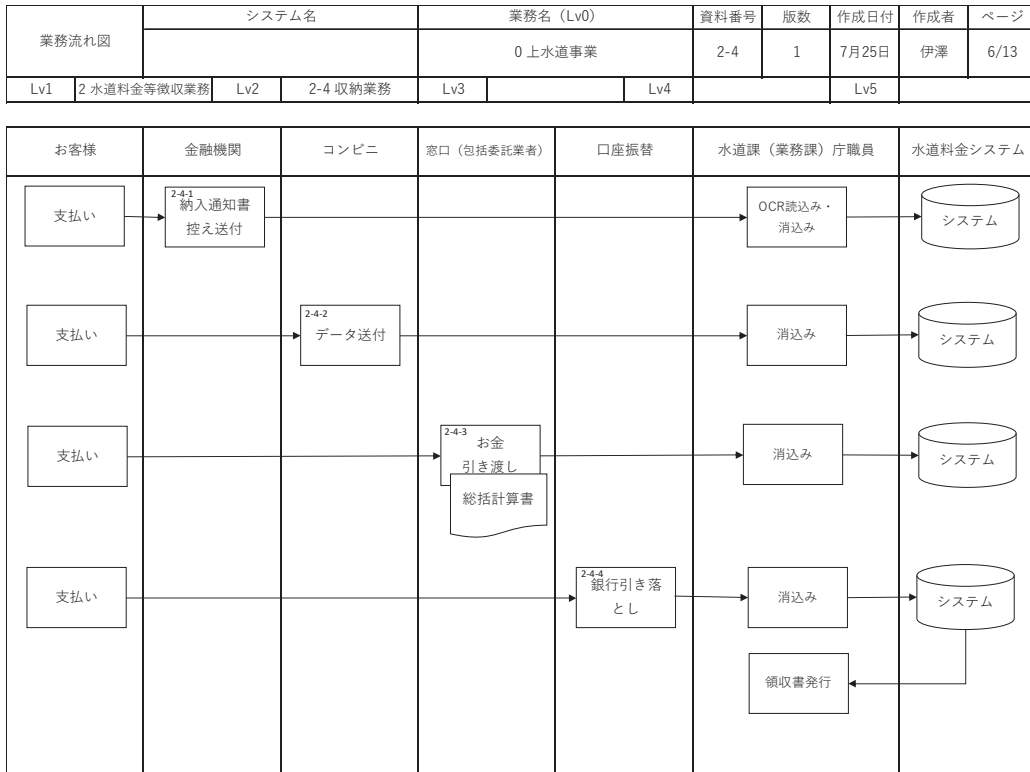 業務流れ図
システム名
業務名（Lv0）
資料番号
版数
作成日付
作成者
ページ
0 上水道事業
2-4
1
7月25日
伊澤
6/13
Lv1
2 水道料金等徴収業務
Lv2
2-4 収納業務
Lv3
Lv4
Lv5
お客様
金融機関
コンビニ
窓口（包括委託業者）
口座振替
水道課（業務課）庁職員
水道料金システム
支払い
2-4-1
納入通知書
控え送付
OCR読込み・
消込み
システム
支払い
2-4-2
データ送付
消込み
システム
支払い
2-4-3
お金
引き渡し
総括計算書
消込み
システム
支払い
2-4-4
銀行引き落
とし
消込み
システム
領収書発行